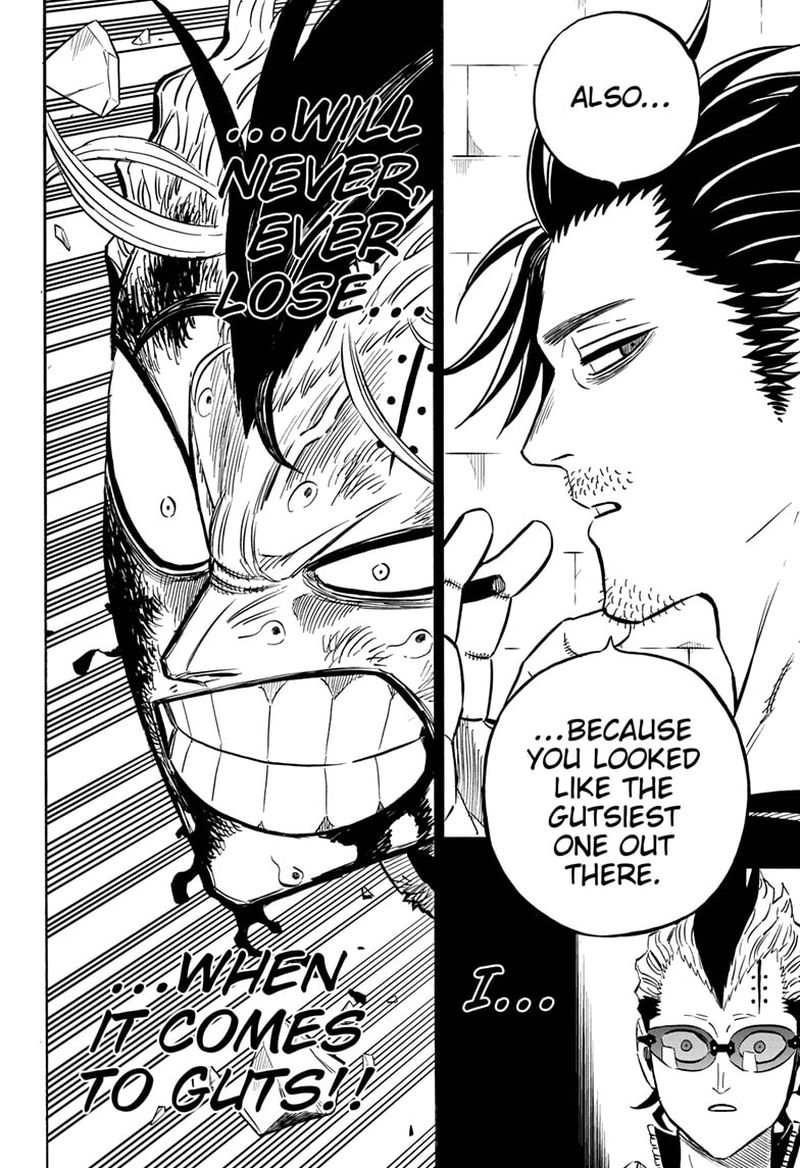 ALSO...
...BECAUSE
YOU LOOKED
LIKE THE
GUTSIEST
ONE OUT
THERE.
I...
...WILL
NEVER,
EVER
LOSE...
...WHEN
IT COMES
TO GUTS!!